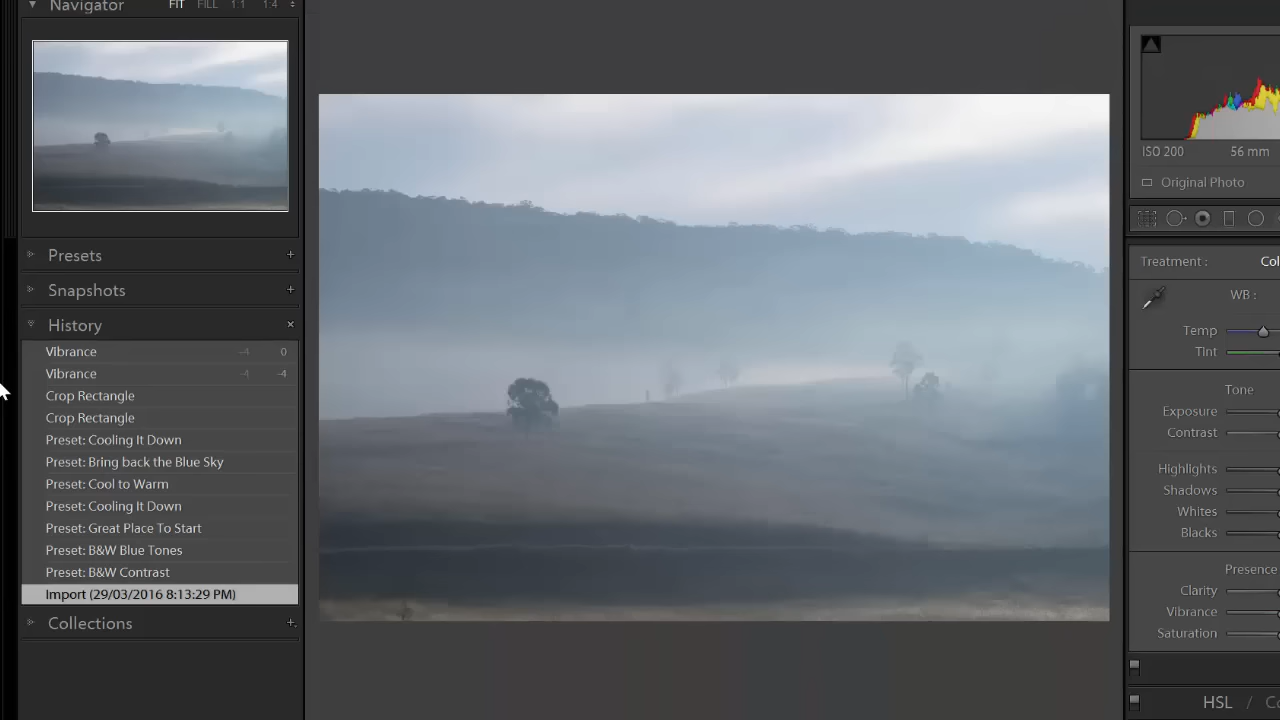 Navigator FIT FILL 1:1 1:4
Presets
Snapshots
History
Vibrance -4 0
Vibrance -4 -4
Crop Rectangle
Crop Rectangle
Preset: Cooling It Down
Preset: Bring back the Blue Sky
Preset: Cool to Warm
Preset: Cooling It Down
Preset: Great Place To Start
Preset: B&W Blue Tones
Preset: B&W Contrast
Import (29/03/2016 8:13:29 PM)
Collections
ISO 200 56 mm
Original Photo
Treatment : Col
WB :
Temp
Tint
Tone
Exposure
Contrast
Highlights
Shadows
Whites
Blacks
Presence
Clarity
Vibrance
Saturation
HSL / Co